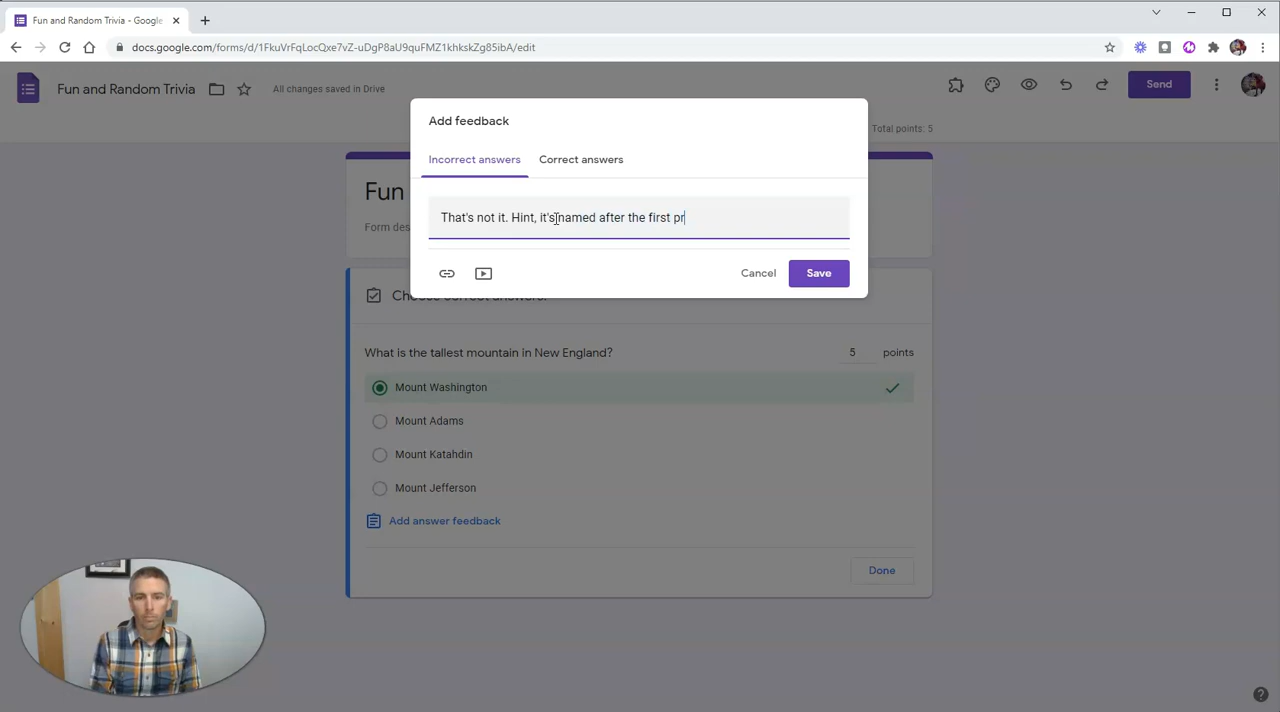 Fun and Random Trivia - Google
docs.google.com/forms/d/1FkuVrFqLocQxe7vZ-uDgP8aU9quFMZ1khkskZg85ibA/edit
Fun and Random Trivia
All changes saved in Drive
Send
Total points: 5
Add feedback
Incorrect answers
Correct answers
That's not it. Hint, it's named after the first pr
Cancel
Save
Fun
Form des
Choose correct answers:
What is the tallest mountain in New England?
5 points
Mount Washington
Mount Adams
Mount Katahdin
Mount Jefferson
Add answer feedback
Done